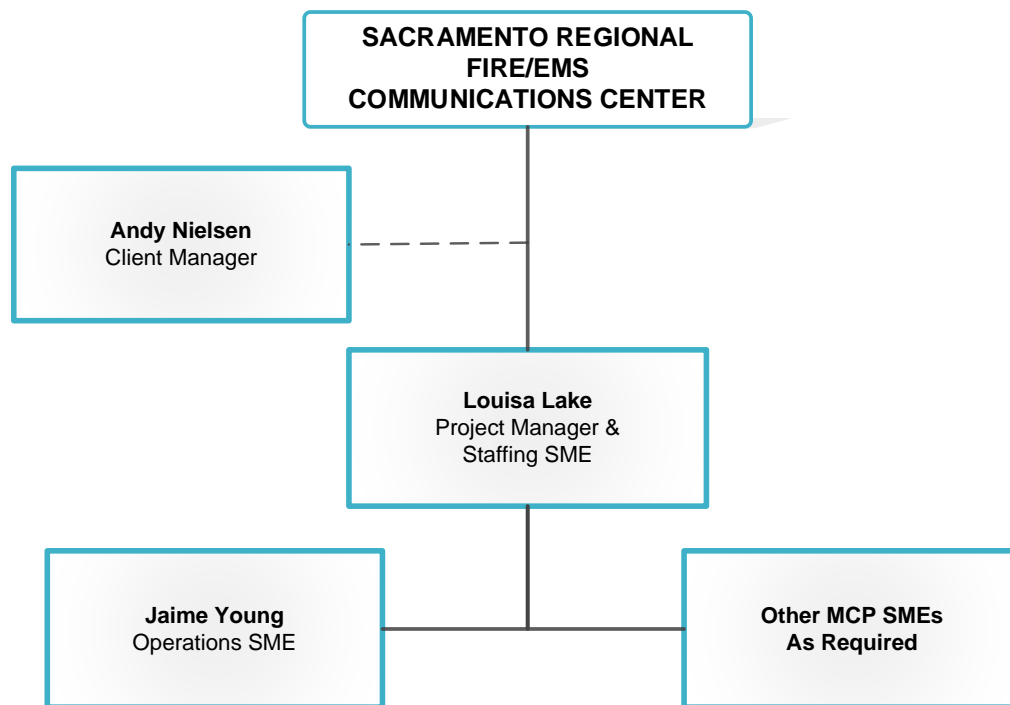 SACRAMENTO REGIONAL
FIRE/EMS
COMMUNICATIONS CENTER
Andy Nielsen
Client Manager
Louisa Lake
Project Manager &
Staffing SME
Jaime Young
Operations SME
Other MCP SMEs
As Required